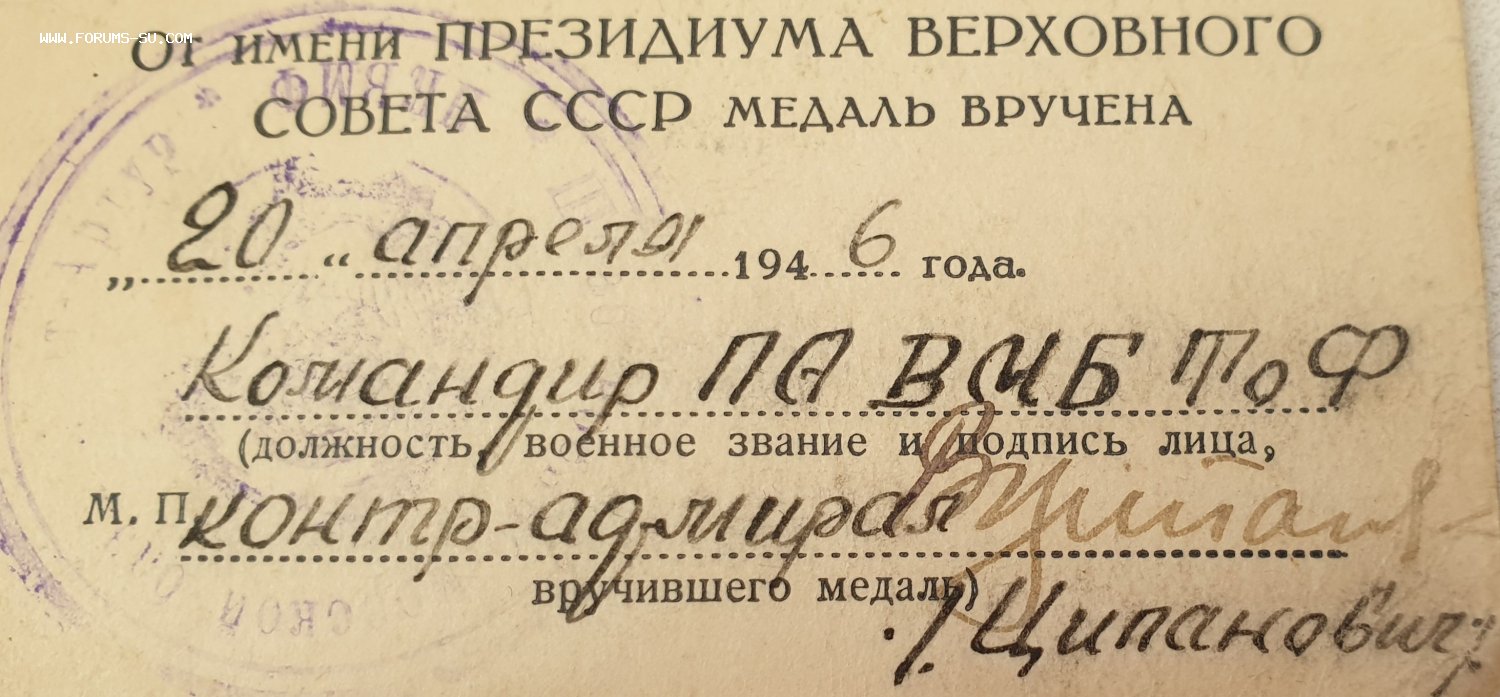 WWW.FORUMS-SU.COM
От имени ПРЕЗИДИУМА ВЕРХОВНОГО
СОВЕТА СССР МЕДАЛЬ ВРУЧЕНА
„20“ апреля 1946 года.
Командир ПА ВМБ ТоФ
(должность, военное звание и подпись лица,
М. П. контр-адмирал
вручившего медаль)
/Ципанович/